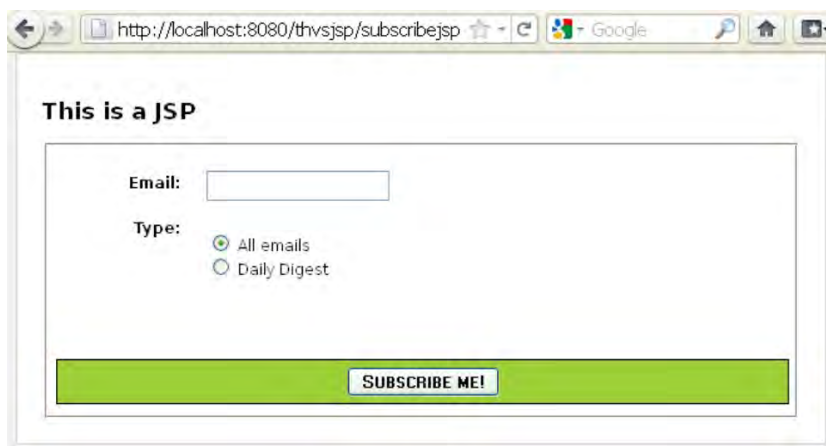 http://localhost:8080/thvsjsp/subscribejsp
Google
This is a JSP
Email:
Type:
All emails
Daily Digest
SUBSCRIBE ME!